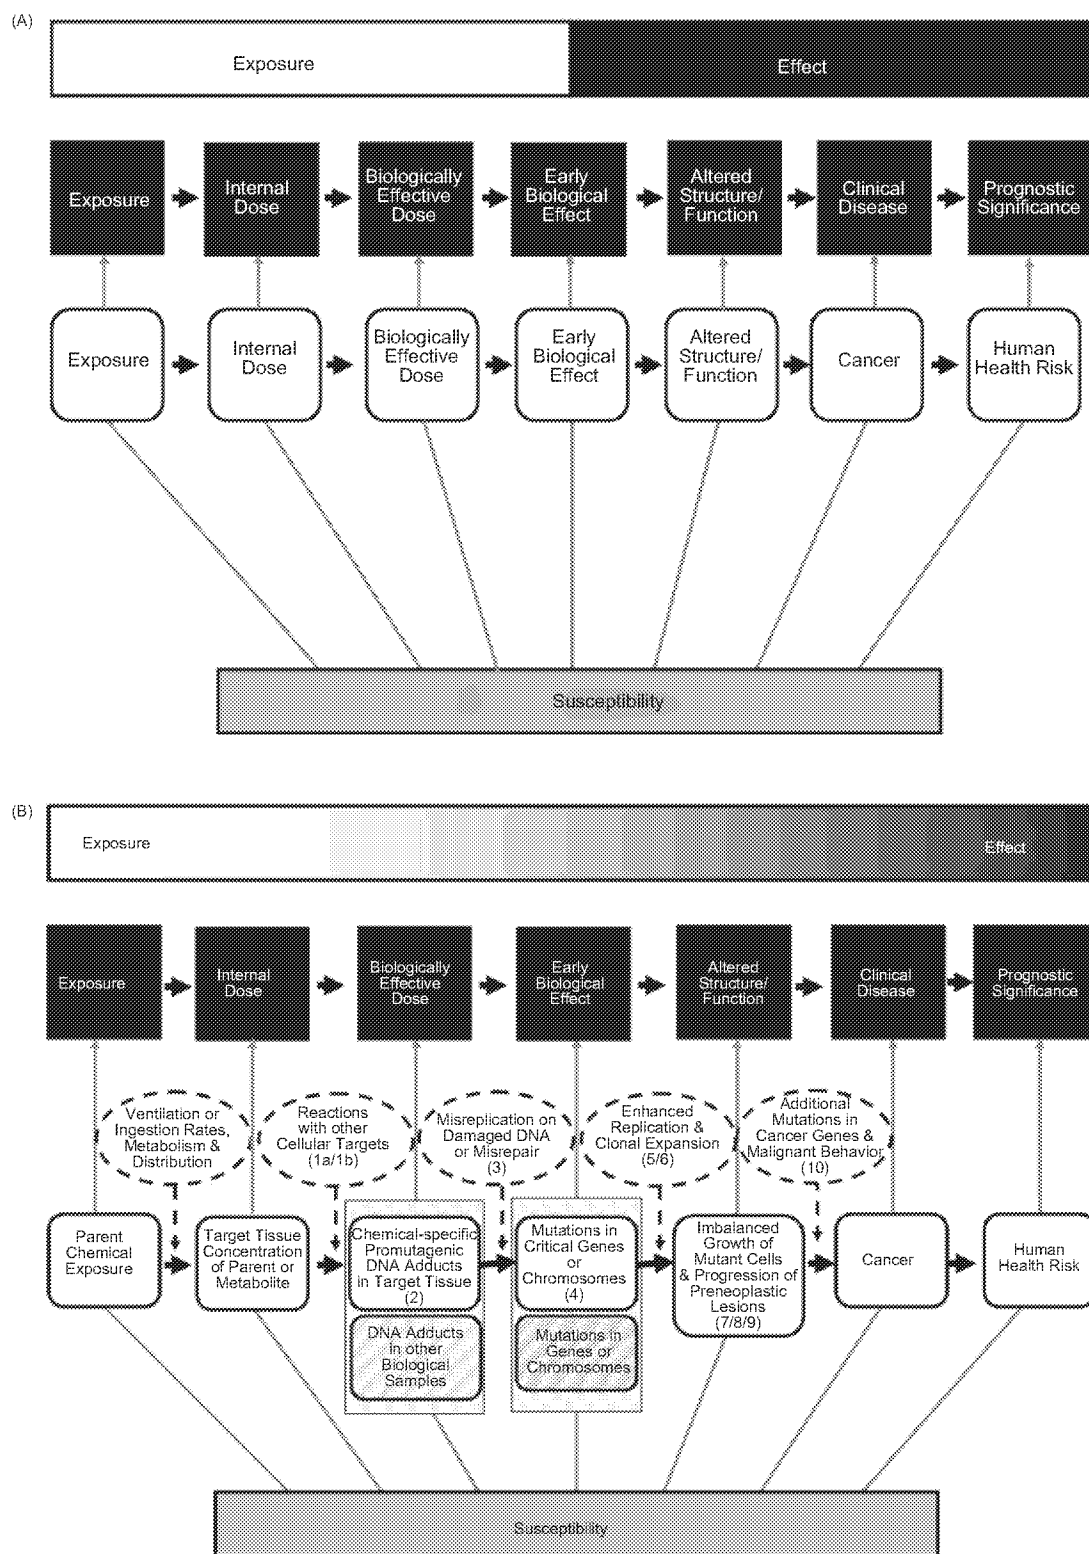 (A)
Exposure
Effect
Exposure
Internal
Dose
Biologically
Effective
Dose
Early
Biological
Effect
Altered
Structure/
Function
Clinical
Disease
Prognostic
Significance
Exposure
Internal
Dose
Biologically
Effective
Dose
Early
Biological
Effect
Altered
Structure/
Function
Cancer
Human
Health Risk
Susceptibility
(B)
Exposure
Effect
Exposure
Internal
Dose
Biologically
Effective
Dose
Early
Biological
Effect
Altered
Structure/
Function
Clinical
Disease
Prognostic
Significance
Ventilation or
Ingestion Rates,
Metabolism &
Distribution
Reactions
with other
Cellular Targets
(1a/1b)
Misreplication on
Damaged DNA
or Misrepair
(3)
Enhanced
Replication &
Clonal Expansion
(5/6)
Additional
Mutations in
Cancer Genes &
Malignant Behavior
(10)
Parent
Chemical
Exposure
Target Tissue
Concentration
of Parent or
Metabolite
Chemical-specific
Promutagenic
DNA Adducts
in Target Tissue
(2)
Mutations in
Critical Genes
or
Chromosomes
(4)
Imbalanced
Growth of
Mutant Cells
& Progression of
Preneoplastic
Lesions
(7/8/9)
Cancer
Human
Health Risk
DNA Adducts
in other
Biological
Samples
Mutations in
Genes or
Chromosomes
Susceptibility